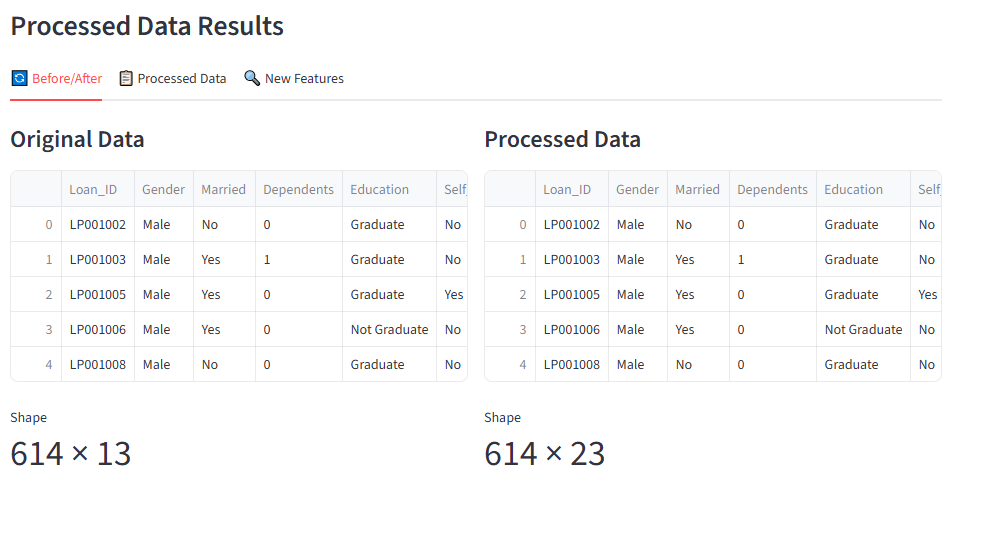 Processed Data Results
Before/After Processed Data New Features
Original Data
Loan_ID Gender Married Dependents Education Self_
0 LP001002 Male No 0 Graduate No
1 LP001003 Male Yes 1 Graduate No
2 LP001005 Male Yes 0 Graduate Yes
3 LP001006 Male Yes 0 Not Graduate No
4 LP001008 Male No 0 Graduate No
Shape
614 × 13
Processed Data
Loan_ID Gender Married Dependents Education Self_
0 LP001002 Male No 0 Graduate No
1 LP001003 Male Yes 1 Graduate No
2 LP001005 Male Yes 0 Graduate Yes
3 LP001006 Male Yes 0 Not Graduate No
4 LP001008 Male No 0 Graduate No
Shape
614 × 23